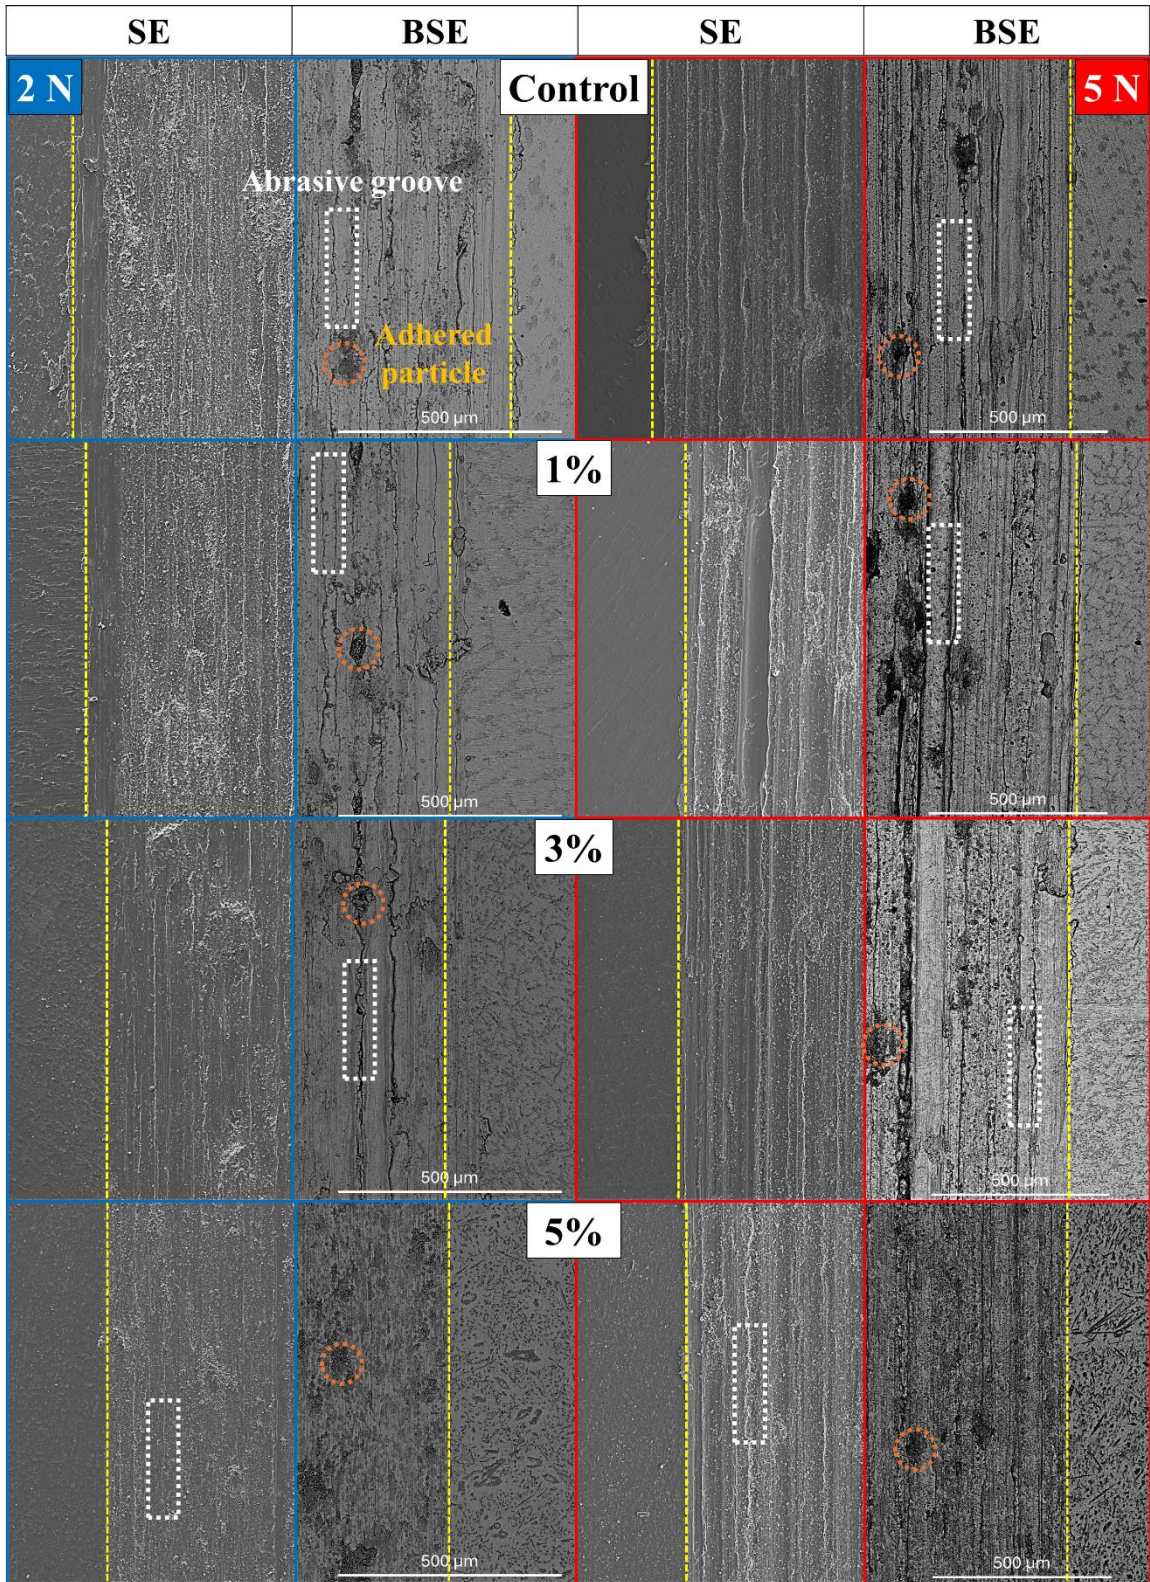 SE BSE SE BSE
2 N Control 5 N
Abrasive groove
Adhered
particle
500 µm 500 µm
1%
500 µm 500 µm
3%
500 µm 500 µm
5%
500 µm 500 µm